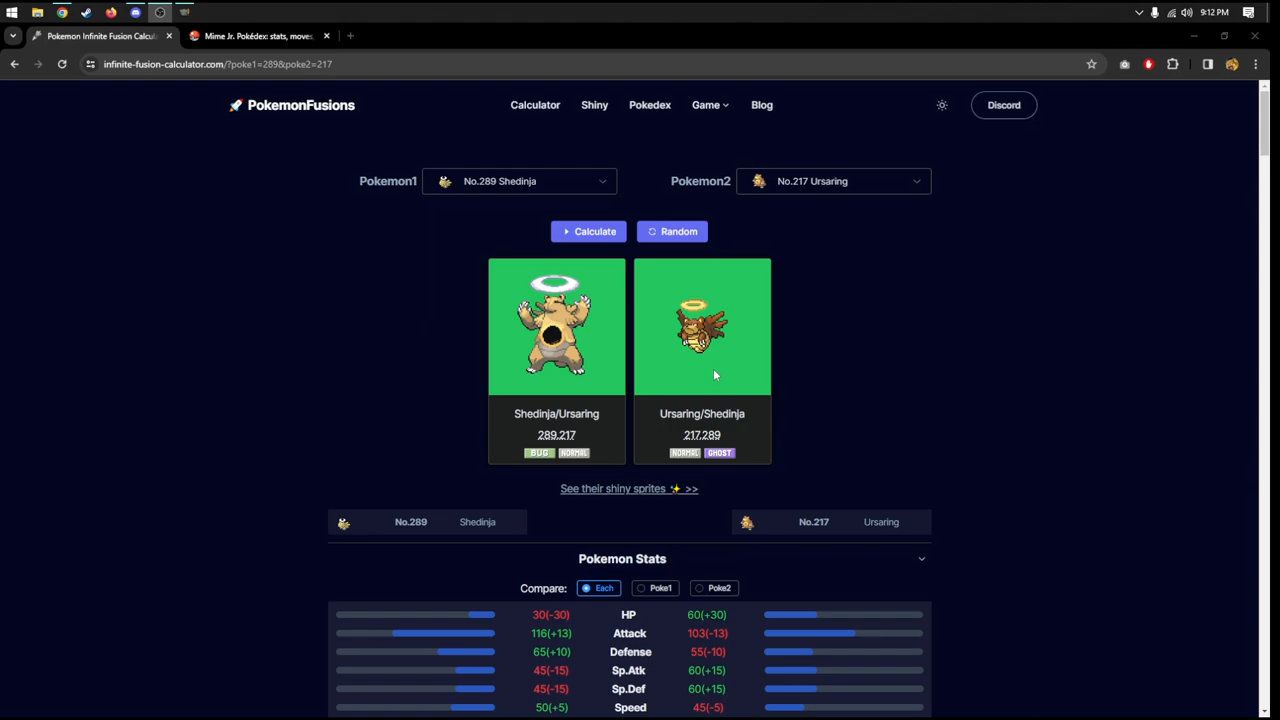 9:12 PM
Pokemon Infinite Fusion Calcula
Mime Jr. Pokédex: stats, moves,
infinite-fusion-calculator.com/?poke1=289&poke2=217
PokemonFusions
Calculator Shiny Pokedex Game Blog
Discord
Pokemon1 No.289 Shedinja
Pokemon2 No.217 Ursaring
Calculate Random
Shedinja/Ursaring
289.217
BUG NORMAL
Ursaring/Shedinja
217.289
NORMAL GHOST
See their shiny sprites ✨ >>
No.289 Shedinja
No.217 Ursaring
Pokemon Stats
Compare: Each Poke1 Poke2
30(-30) HP 60(+30)
116(+13) Attack 103(-13)
65(+10) Defense 55(-10)
45(-15) Sp.Atk 60(+15)
45(-15) Sp.Def 60(+15)
50(+5) Speed 45(-5)